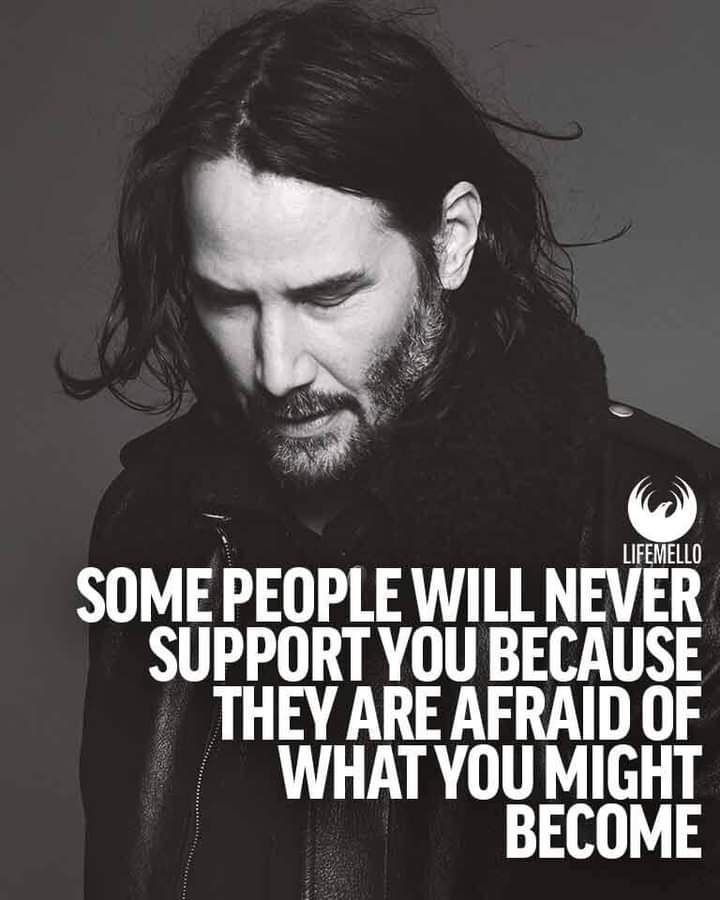 LIFEMELLO
SOME PEOPLE WILL NEVER
SUPPORT YOU BECAUSE
THEY ARE AFRAID OF
WHAT YOU MIGHT
BECOME